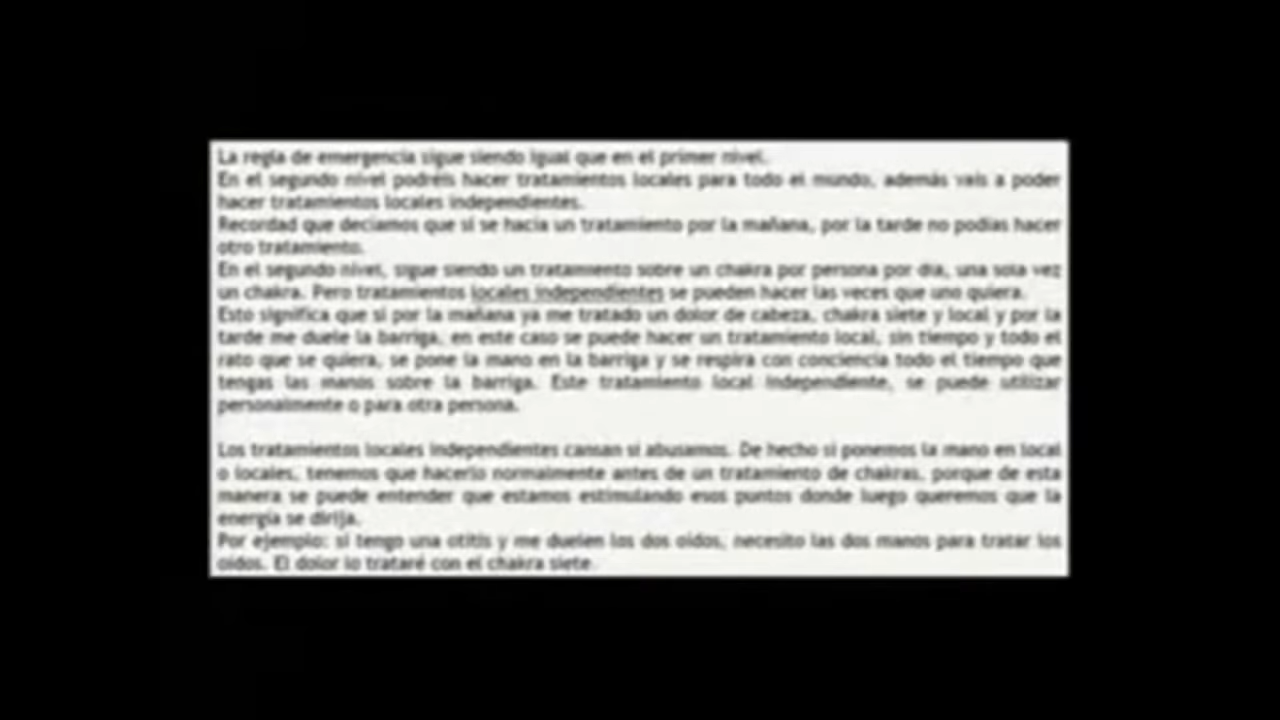 La regla de emergencia sigue siendo igual que en el primer nivel.
En el segundo nivel podréis hacer tratamientos locales para todo el mundo, además vais a poder
hacer tratamientos locales independientes.
Recordad que decíamos que si se hacía un tratamiento por la mañana, por la tarde no podías hacer
otro tratamiento.
En el segundo nivel, sigue siendo un tratamiento sobre un chakra por persona por día, una sola vez
un chakra. Pero tratamientos locales independientes se pueden hacer las veces que uno quiera.
Esto significa que si por la mañana ya me tratado un dolor de cabeza, chakra siete y local y por la
tarde me duele la barriga, en este caso se puede hacer un tratamiento local, sin tiempo y todo el
rato que se quiera, se pone la mano en la barriga y se respira con conciencia todo el tiempo que
tengas las manos sobre la barriga. Este tratamiento local independiente, se puede utilizar
personalmente o para otra persona.
Los tratamientos locales independientes cansan si abusamos. De hecho si ponemos la mano en local
o locales, tenemos que hacerlo normalmente antes de un tratamiento de chakras, porque de esta
manera se puede entender que estamos estimulando esos puntos donde luego queremos que la
energía se dirija.
Por ejemplo: si tengo una otitis y me duelen los dos oídos, necesito las dos manos para tratar los
oídos. El dolor lo trataré con el chakra siete.